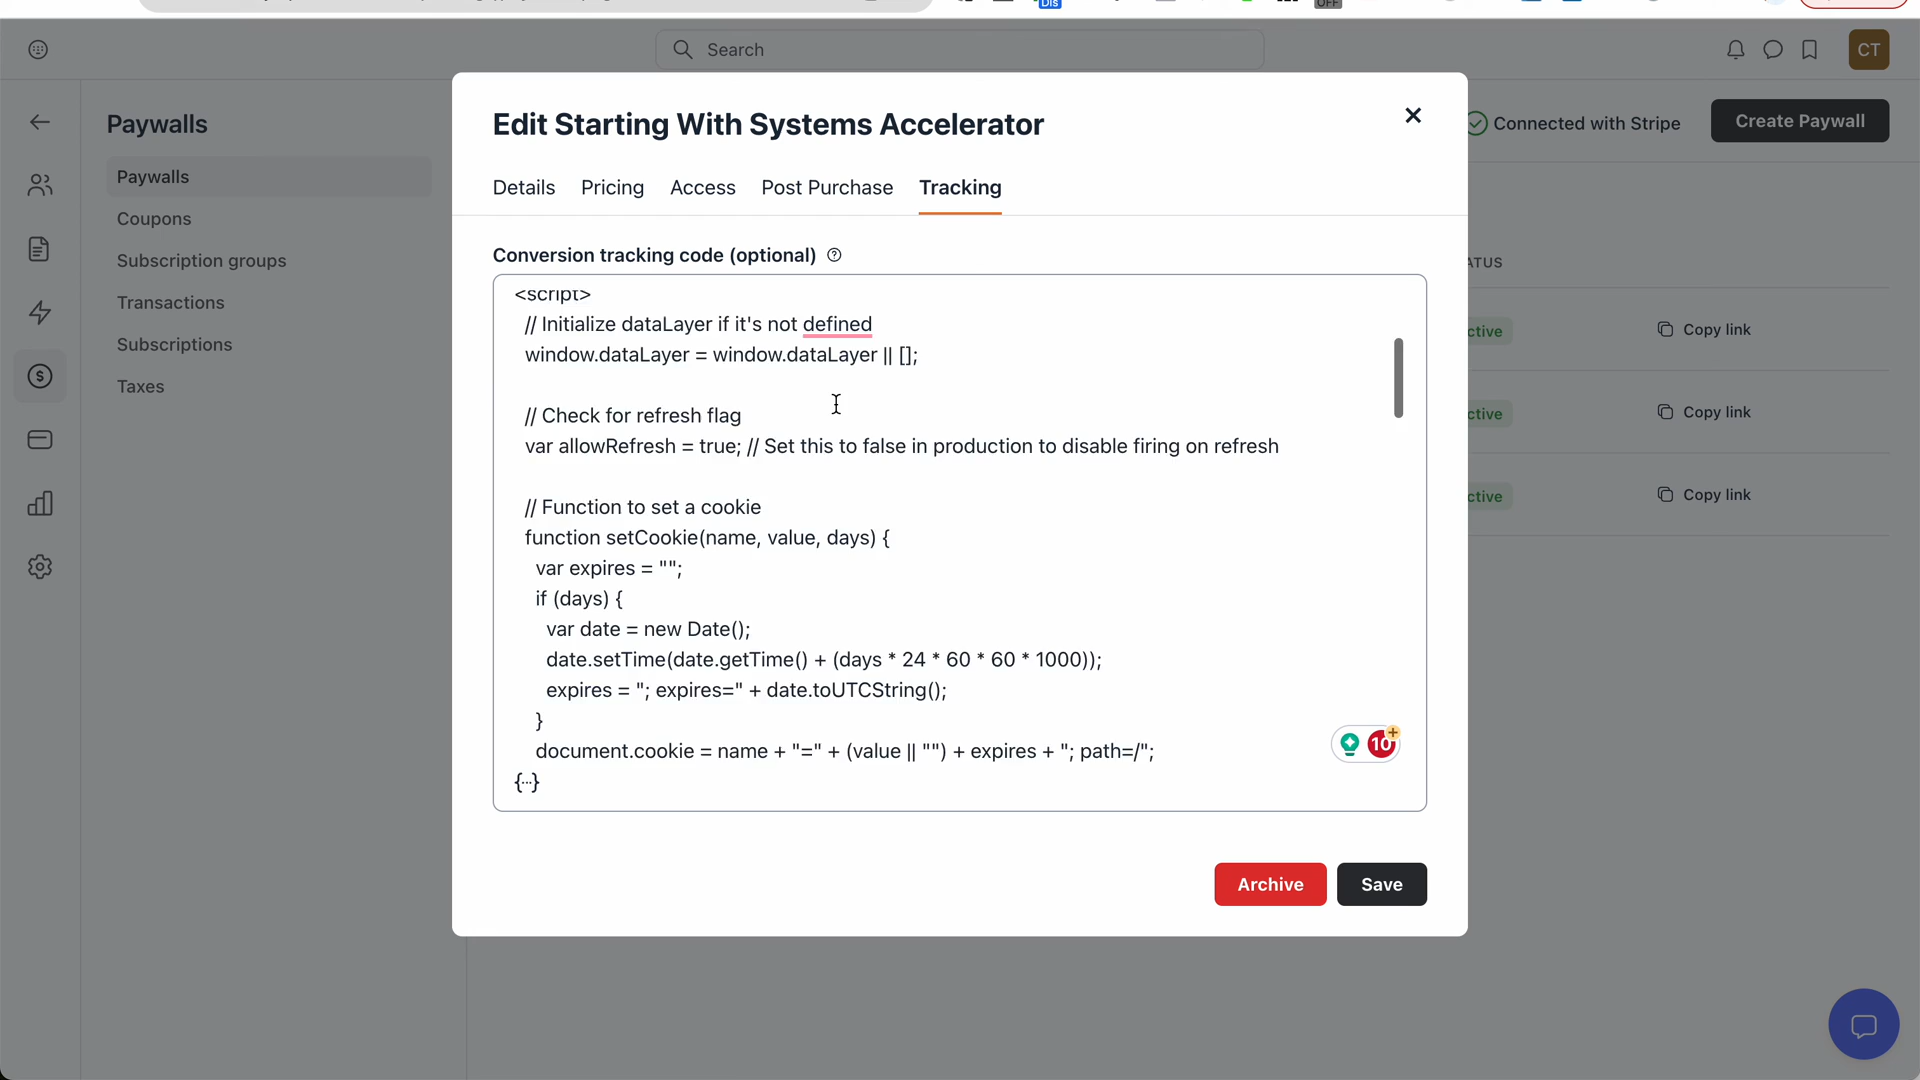 Dis
OFF
Search
CT
Paywalls
Paywalls
Coupons
Subscription groups
Transactions
Subscriptions
Taxes
Connected with Stripe
Create Paywall
Edit Starting With Systems Accelerator
Details
Pricing
Access
Post Purchase
Tracking
Conversion tracking code (optional)
<script>
// Initialize dataLayer if it's not defined
window.dataLayer = window.dataLayer || [];
// Check for refresh flag
var allowRefresh = true; // Set this to false in production to disable firing on refresh
// Function to set a cookie
function setCookie(name, value, days) {
var expires = "";
if (days) {
var date = new Date();
date.setTime(date.getTime() + (days * 24 * 60 * 60 * 1000));
expires = "; expires=" + date.toUTCString();
}
document.cookie = name + "=" + (value || "") + expires + "; path=/";
{··}
10
Archive
Save
ATUS
ctive
Copy link
ctive
Copy link
ctive
Copy link